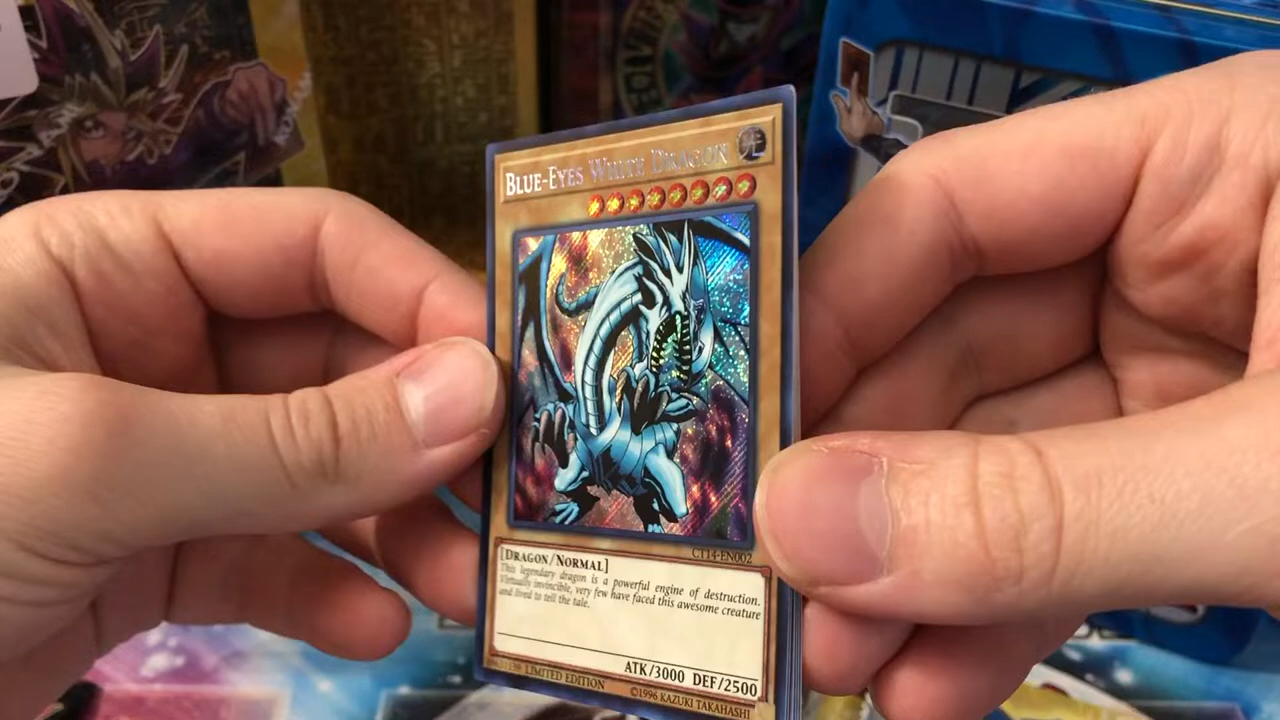 BLUE-EYES WHITE DRAGON
CT14-EN002
[DRAGON/NORMAL]
This legendary dragon is a powerful engine of destruction.
Virtually invincible, very few have faced this awesome creature
and lived to tell the tale.
ATK/3000 DEF/2500
LIMITED EDITION
©1996 KAZUKI TAKAHASHI